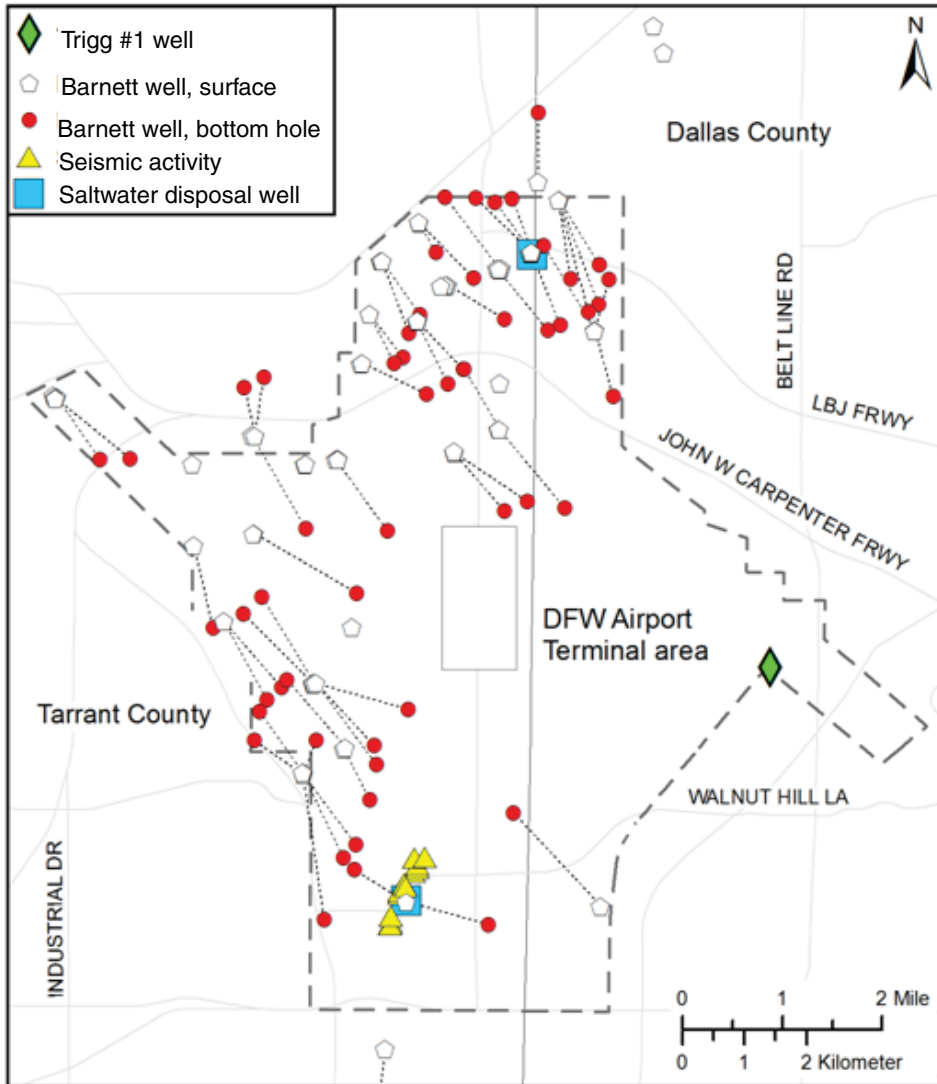 Trigg #1 well
Barnett well, surface
Barnett well, bottom hole
Seismic activity
Saltwater disposal well
N
Dallas County
BELT LINE RD
LBJ FRWY
JOHN W CARPENTER FRWY
DFW Airport
Terminal area
Tarrant County
WALNUT HILL LA
INDUSTRIAL DR
0 1 2 Mile
0 1 2 Kilometer